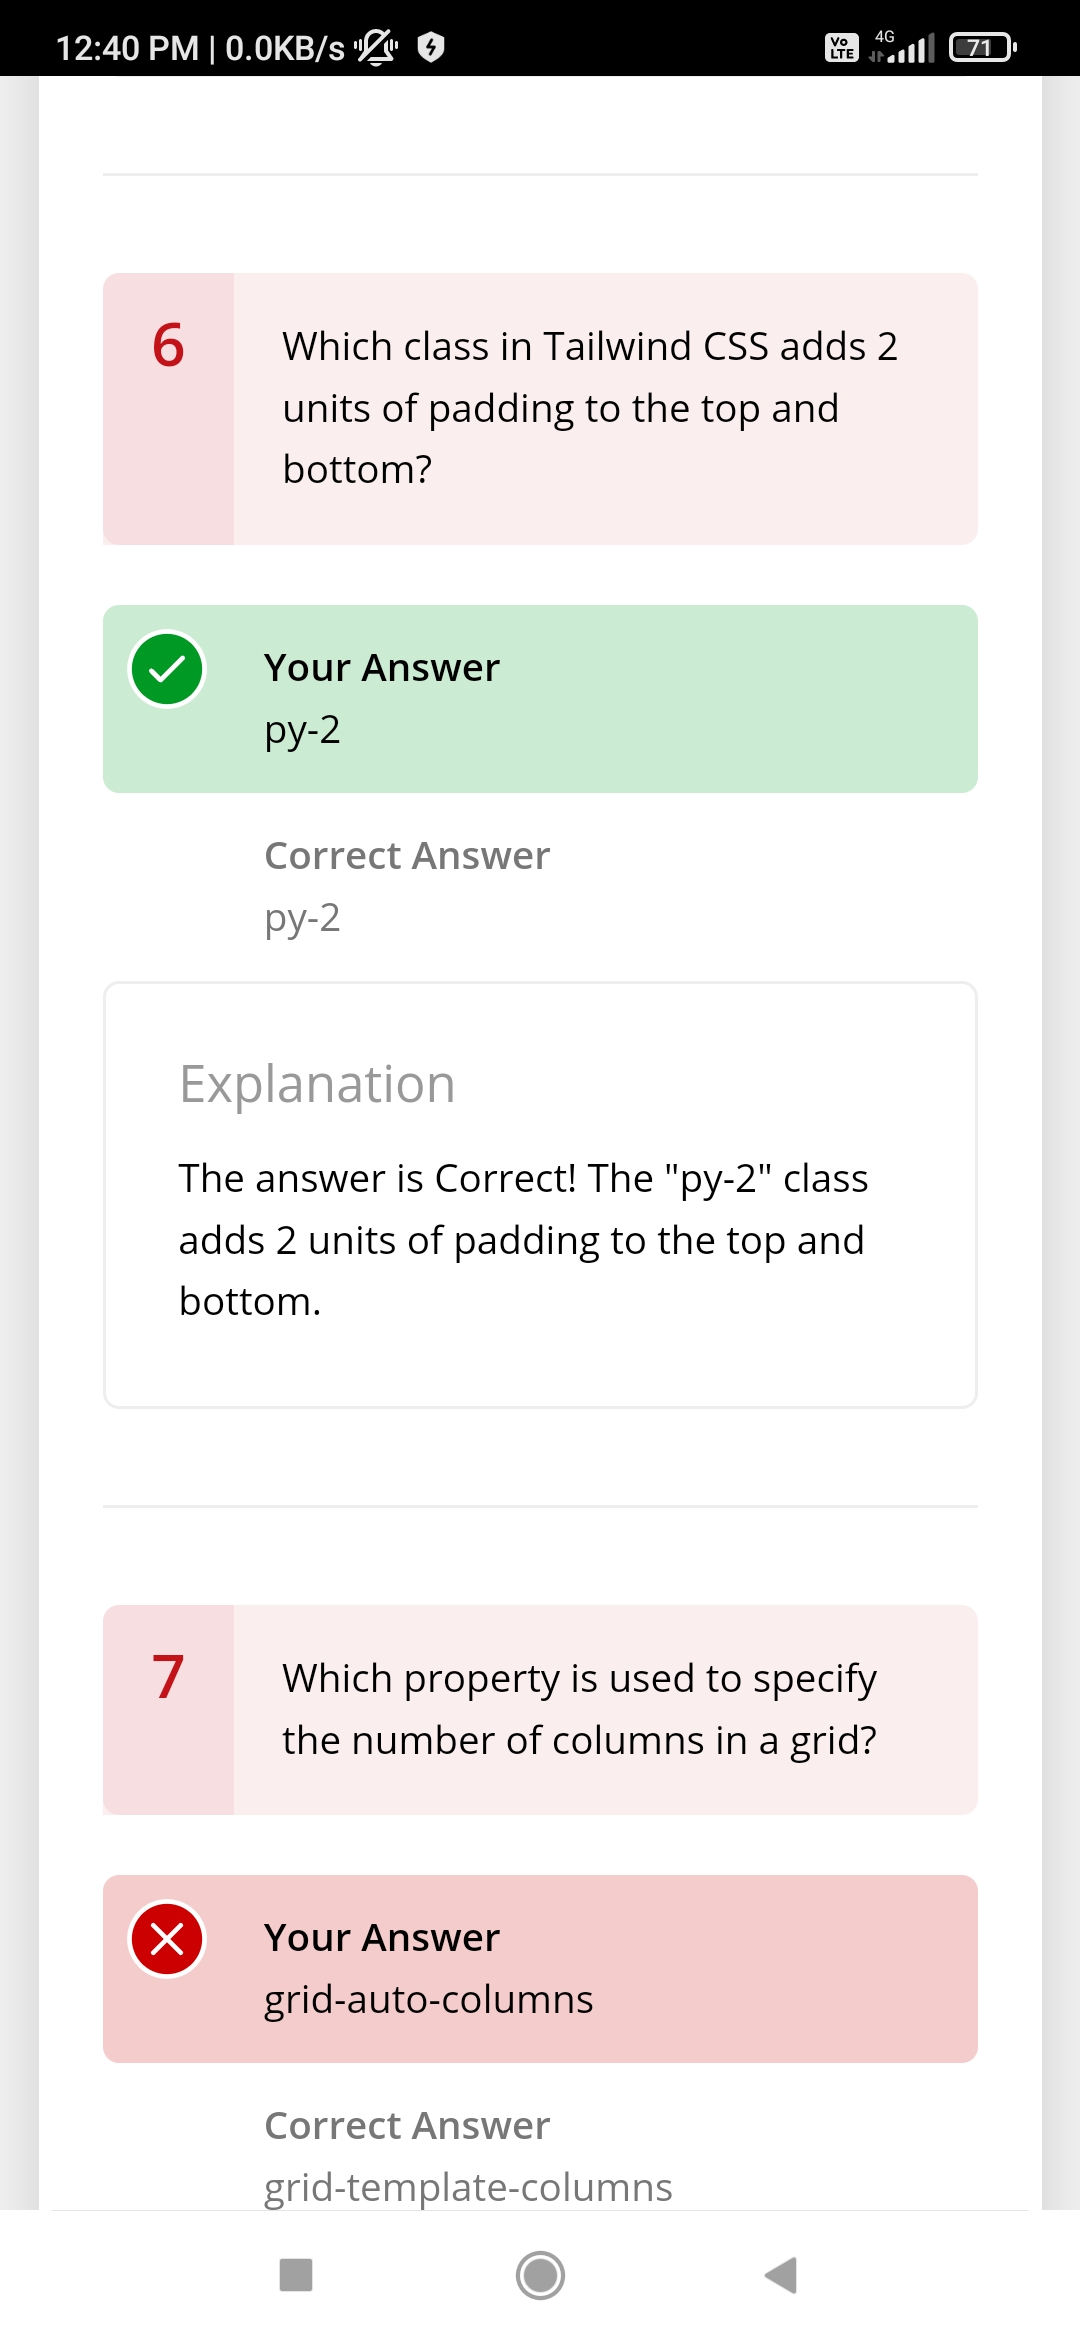 12:40 PM | 0.0KB/s
Vo LTE 4G 71
6
Which class in Tailwind CSS adds 2
units of padding to the top and
bottom?
Your Answer
py-2
Correct Answer
py-2
Explanation
The answer is Correct! The "py-2" class
adds 2 units of padding to the top and
bottom.
7
Which property is used to specify
the number of columns in a grid?
Your Answer
grid-auto-columns
Correct Answer
grid-template-columns